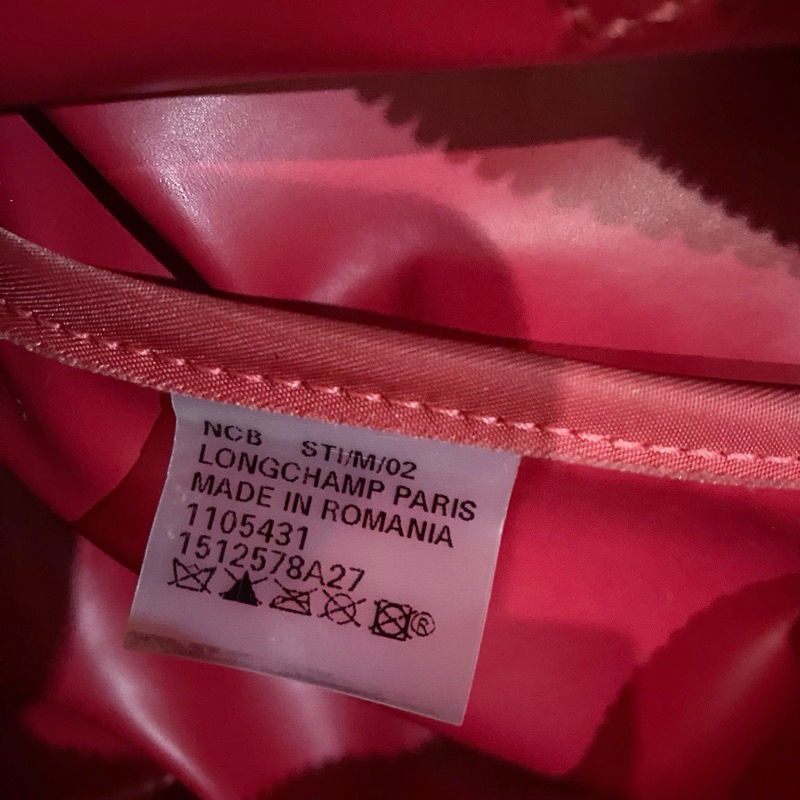 NCB STI/M/02
LONGCHAMP PARIS
MADE IN ROMANIA
1105431
1512578A27
®